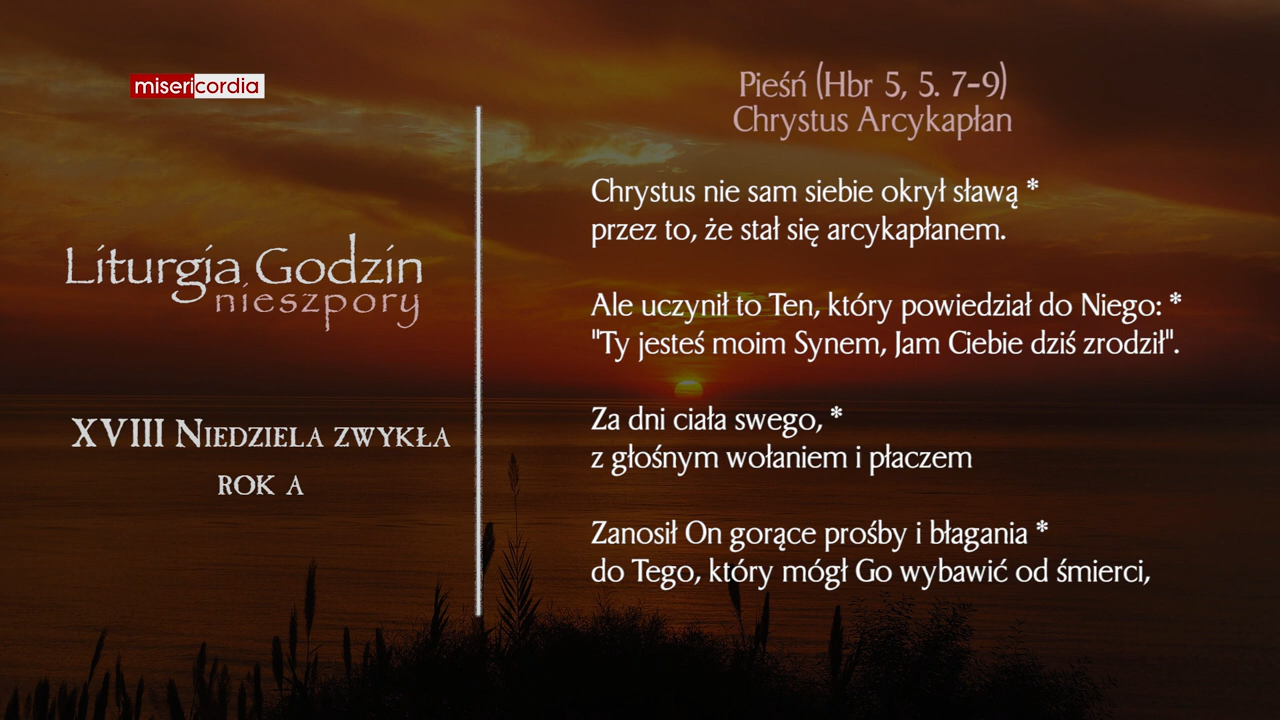 misericordia
Liturgia Godzin
nieszpory
XVIII Niedziela zwykła
rok A
Pieśń (Hbr 5, 5. 7-9)
Chrystus Arcykapłan
Chrystus nie sam siebie okrył sławą *
przez to, że stał się arcykapłanem.
Ale uczynił to Ten, który powiedział do Niego: *
"Ty jesteś moim Synem, Jam Ciebie dziś zrodził".
Za dni ciała swego, *
z głośnym wołaniem i płaczem
Zanosił On gorące prośby i błagania *
do Tego, który mógł Go wybawić od śmierci,